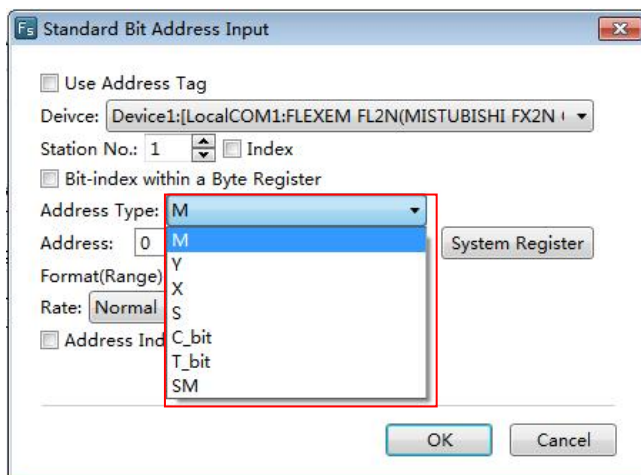 Fs Standard Bit Address Input
Use Address Tag
Deivce: Device1:[LocalCOM1:FLEXEM FL2N(MISTUBISHI FX2N (
Station No.: 1 Index
Bit-index within a Byte Register
Address Type: M
Address: 0 System Register
M
Y
Format(Range)
X
S
Rate: Normal
C_bit
Address Ind
T_bit
SM
OK Cancel